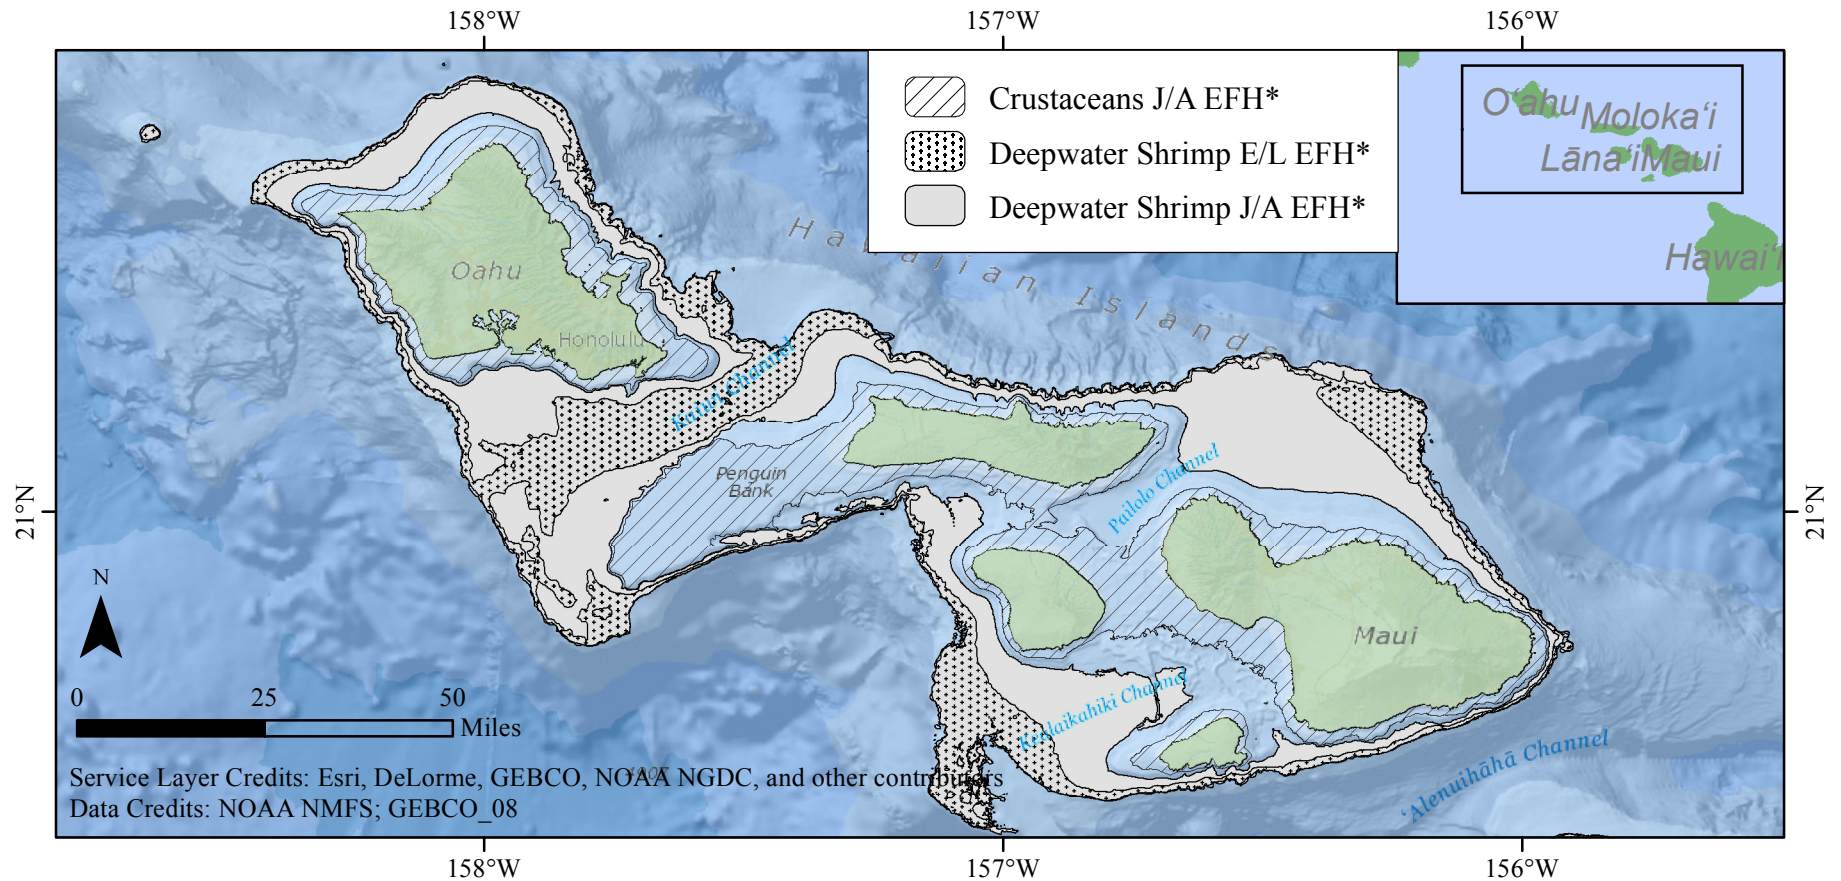 158°W 157°W 156°W
Crustaceans J/A EFH*
Deepwater Shrimp E/L EFH*
Deepwater Shrimp J/A EFH*
O'ahu
Moloka'i
Lāna'i Maui
Hawai'i
Hawaiian Islands
Oahu
Honolulu
Kaiwi Channel
Penguin
Bank
Pailolo Channel
21°N
21°N
Maui
Kealaikahiki Channel
'Alenuihāhā Channel
N
0 25 50
Miles
Service Layer Credits: Esri, DeLorme, GEBCO, NOAA NGDC, and other contributors
Data Credits: NOAA NMFS; GEBCO_08
158°W 157°W 156°W